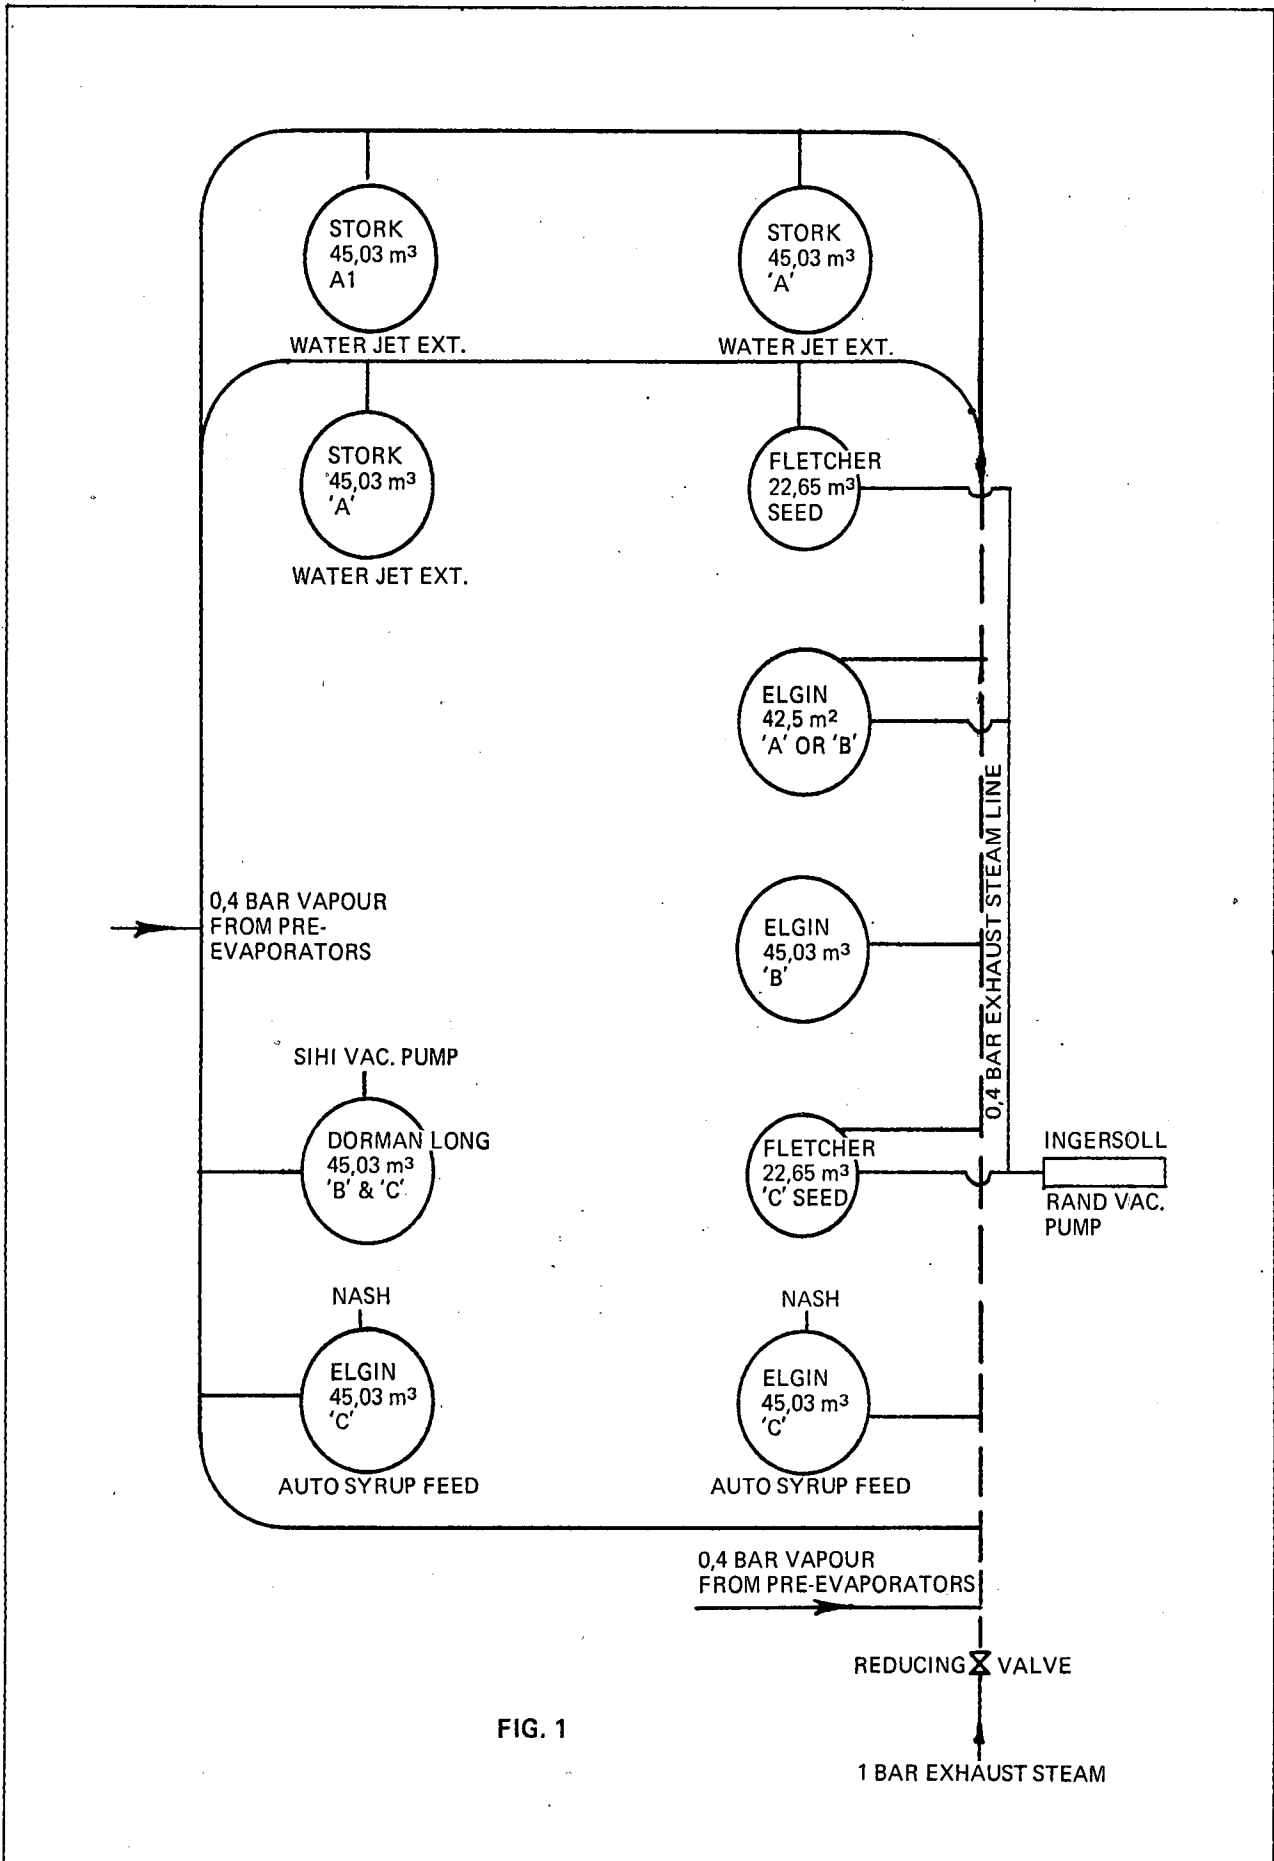 STORK
45,03 m³
A1
WATER JET EXT.
STORK
45,03 m³
'A'
WATER JET EXT.
STORK
45,03 m³
'A'
WATER JET EXT.
FLETCHER
22,65 m³
SEED
ELGIN
42,5 m²
'A' OR 'B'
0,4 BAR EXHAUST STEAM LINE
0,4 BAR VAPOUR
FROM PRE-
EVAPORATORS
ELGIN
45,03 m³
'B'
SIHI VAC. PUMP
DORMAN LONG
45,03 m³
'B' & 'C'
FLETCHER
22,65 m³
'C' SEED
INGERSOLL
RAND VAC.
PUMP
NASH
ELGIN
45,03 m³
'C'
AUTO SYRUP FEED
NASH
ELGIN
45,03 m³
'C'
AUTO SYRUP FEED
0,4 BAR VAPOUR
FROM PRE-EVAPORATORS
REDUCING VALVE
FIG. 1
1 BAR EXHAUST STEAM